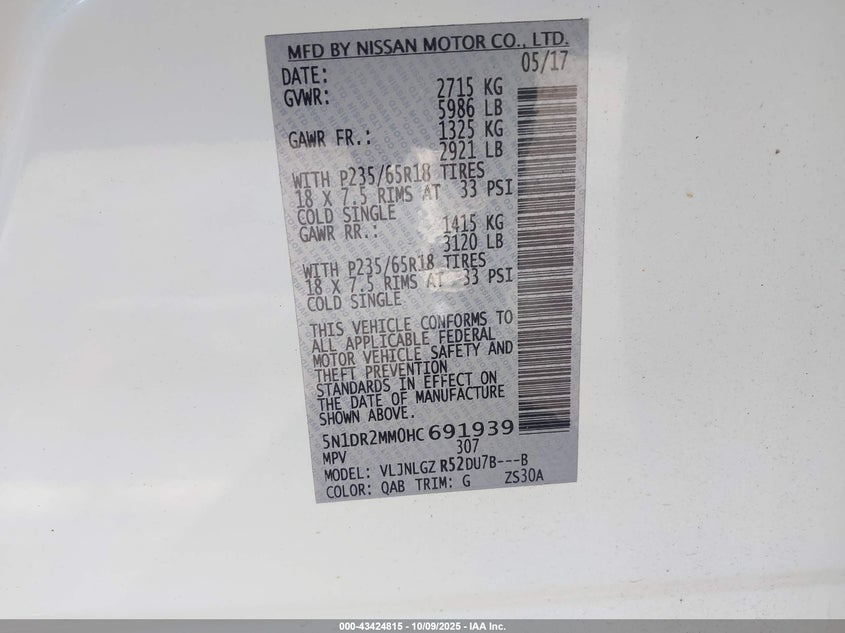 MFD BY NISSAN MOTOR CO., LTD.
DATE: 05/17
GVWR: 2715 KG
5986 LB
GAWR FR.: 1325 KG
2921 LB
WITH P235/65R18 TIRES
18 X 7.5 RIMS AT 33 PSI
COLD SINGLE
GAWR RR.: 1415 KG
3120 LB
WITH P235/65R18 TIRES
18 X 7.5 RIMS AT 33 PSI
COLD SINGLE
THIS VEHICLE CONFORMS TO
ALL APPLICABLE FEDERAL
MOTOR VEHICLE SAFETY AND
THEFT PREVENTION
STANDARDS IN EFFECT ON
THE DATE OF MANUFACTURE
SHOWN ABOVE.
5N1DR2MM0HC691939
MPV 307
MODEL: VLJNLGZ R52DU7B---B
COLOR: QAB TRIM: G ZS30A
000-43424815 - 10/09/2025 - IAA Inc.